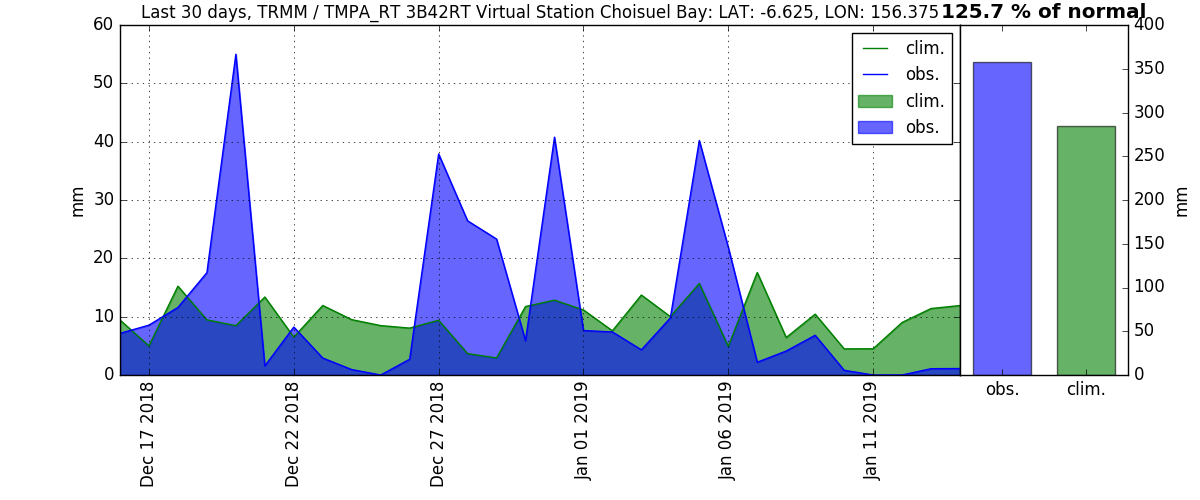 Last 30 days, TRMM / TMPA_RT 3B42RT Virtual Station Choisuel Bay: LAT: -6.625, LON: 156.375
125.7 % of normal
60
50
40
30
20
10
0
mm
clim.
obs.
clim.
obs.
Dec 17 2018
Dec 22 2018
Dec 27 2018
Jan 01 2019
Jan 06 2019
Jan 11 2019
400
350
300
250
200
150
100
50
0
mm
obs.
clim.